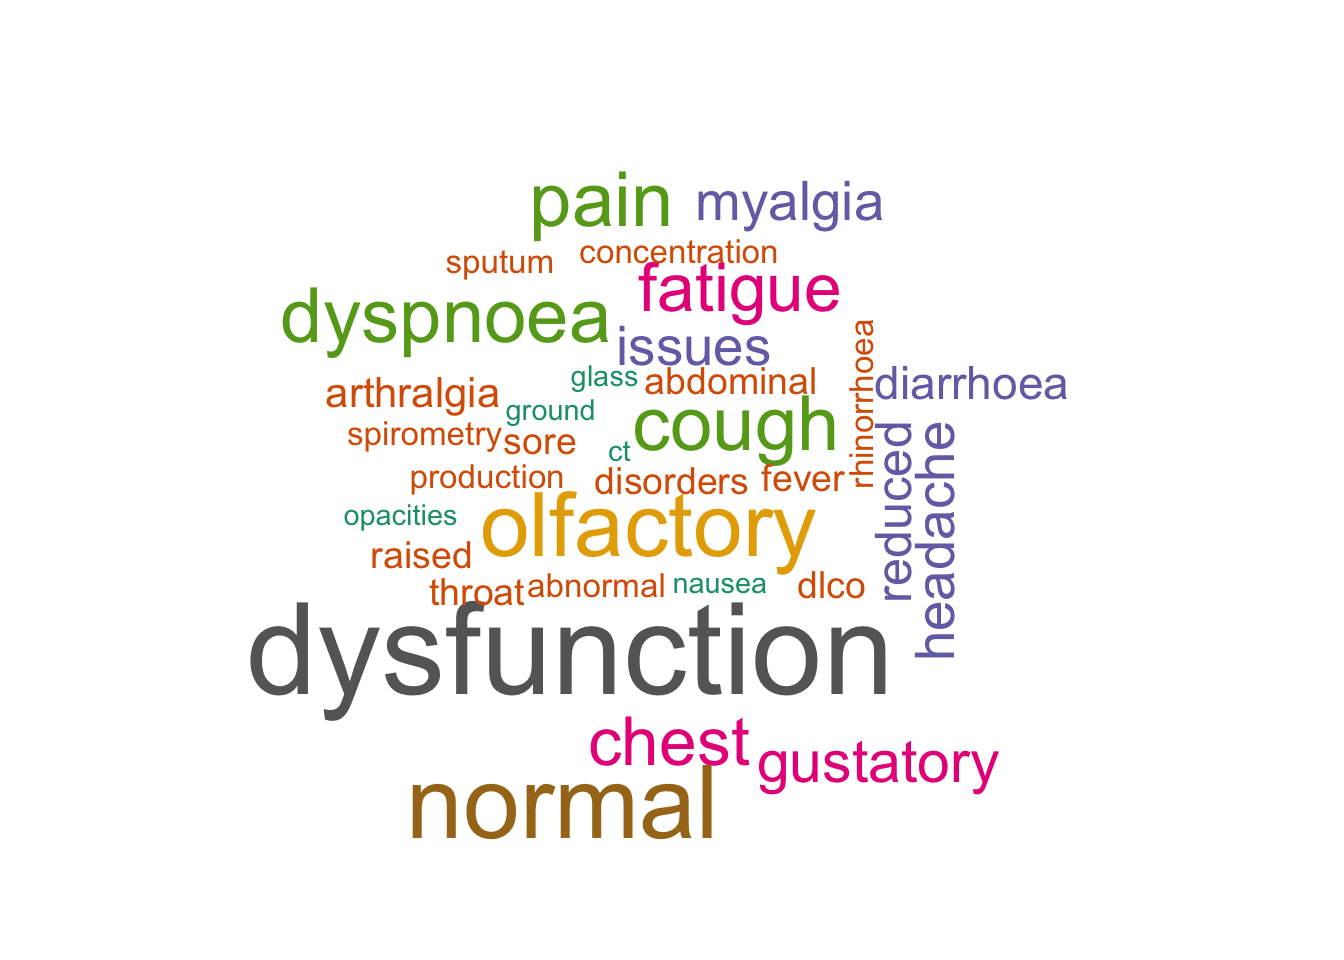 pain
myalgia
sputum
concentration
fatigue
dyspnoea
issues
glass
abdominal
rhinorrhoea
diarrhoea
arthralgia
ground
cough
spirometry
sore
ct
reduced
headache
production
disorders
fever
opacities
olfactory
raised
throat
abnormal
nausea
dlco
dysfunction
chest
gustatory
normal